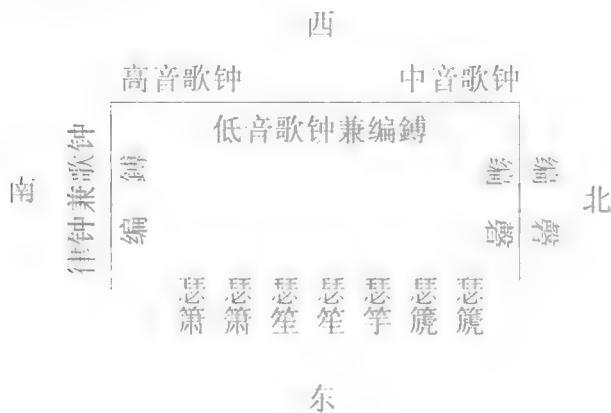 西
高音歌钟 中音歌钟
低音歌钟兼编鎛
南
律钟兼歌钟
编鎛
编磬
编磬
北
瑟 瑟 瑟 瑟 瑟 瑟 瑟
箫 箫 笙 笙 竽 篪 篪
东